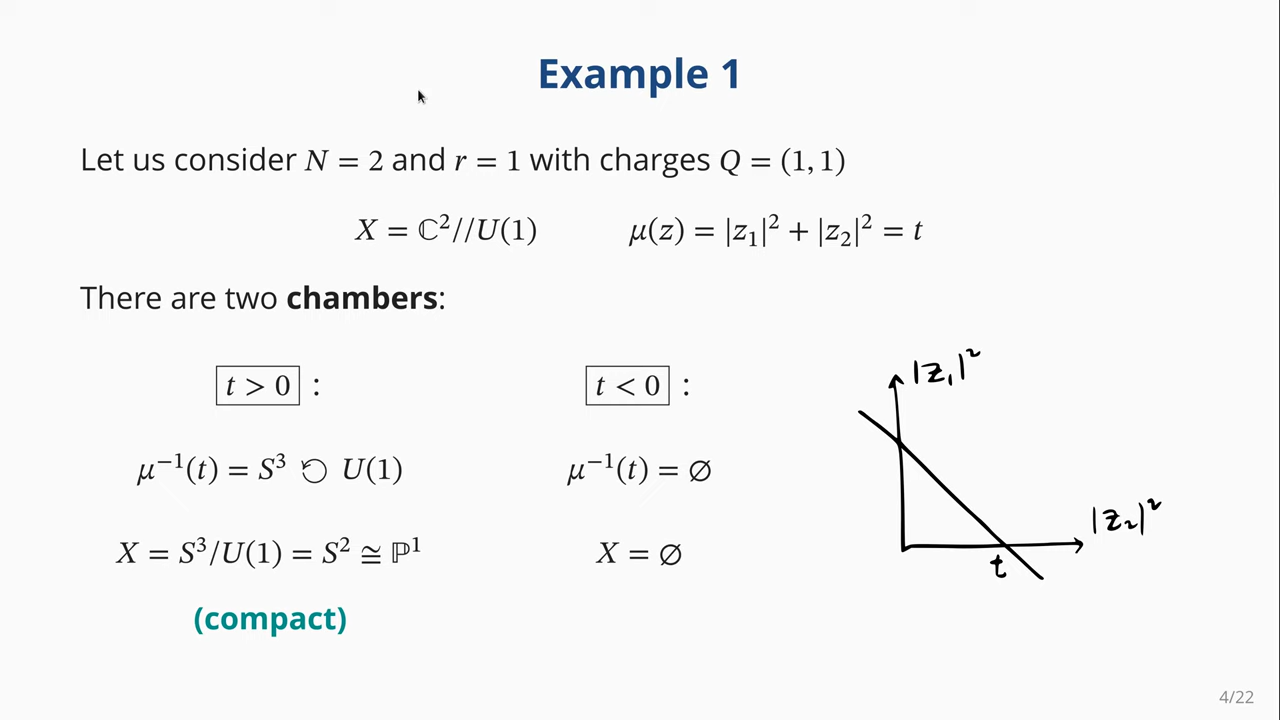 Example 1
Let us consider N = 2 and r = 1 with charges Q = (1, 1)
X = ℂ²//U(1)    μ(z) = |z₁|² + |z₂|² = t
There are two chambers:
t > 0 :    t < 0 :
μ⁻¹(t) = S³ ↺ U(1)    μ⁻¹(t) = ∅
X = S³/U(1) = S² ≅ ℙ¹    X = ∅
(compact)
|z₁|²
|z₂|²
t
4/22